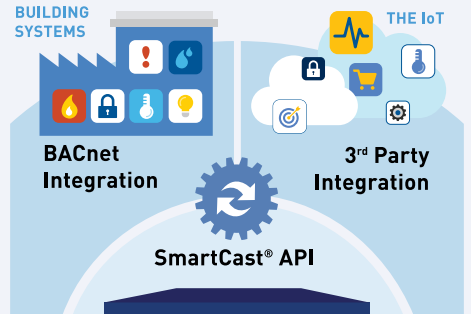 BUILDING
SYSTEMS
THE IoT
BACnet
Integration
3rd Party
Integration
SmartCast® API